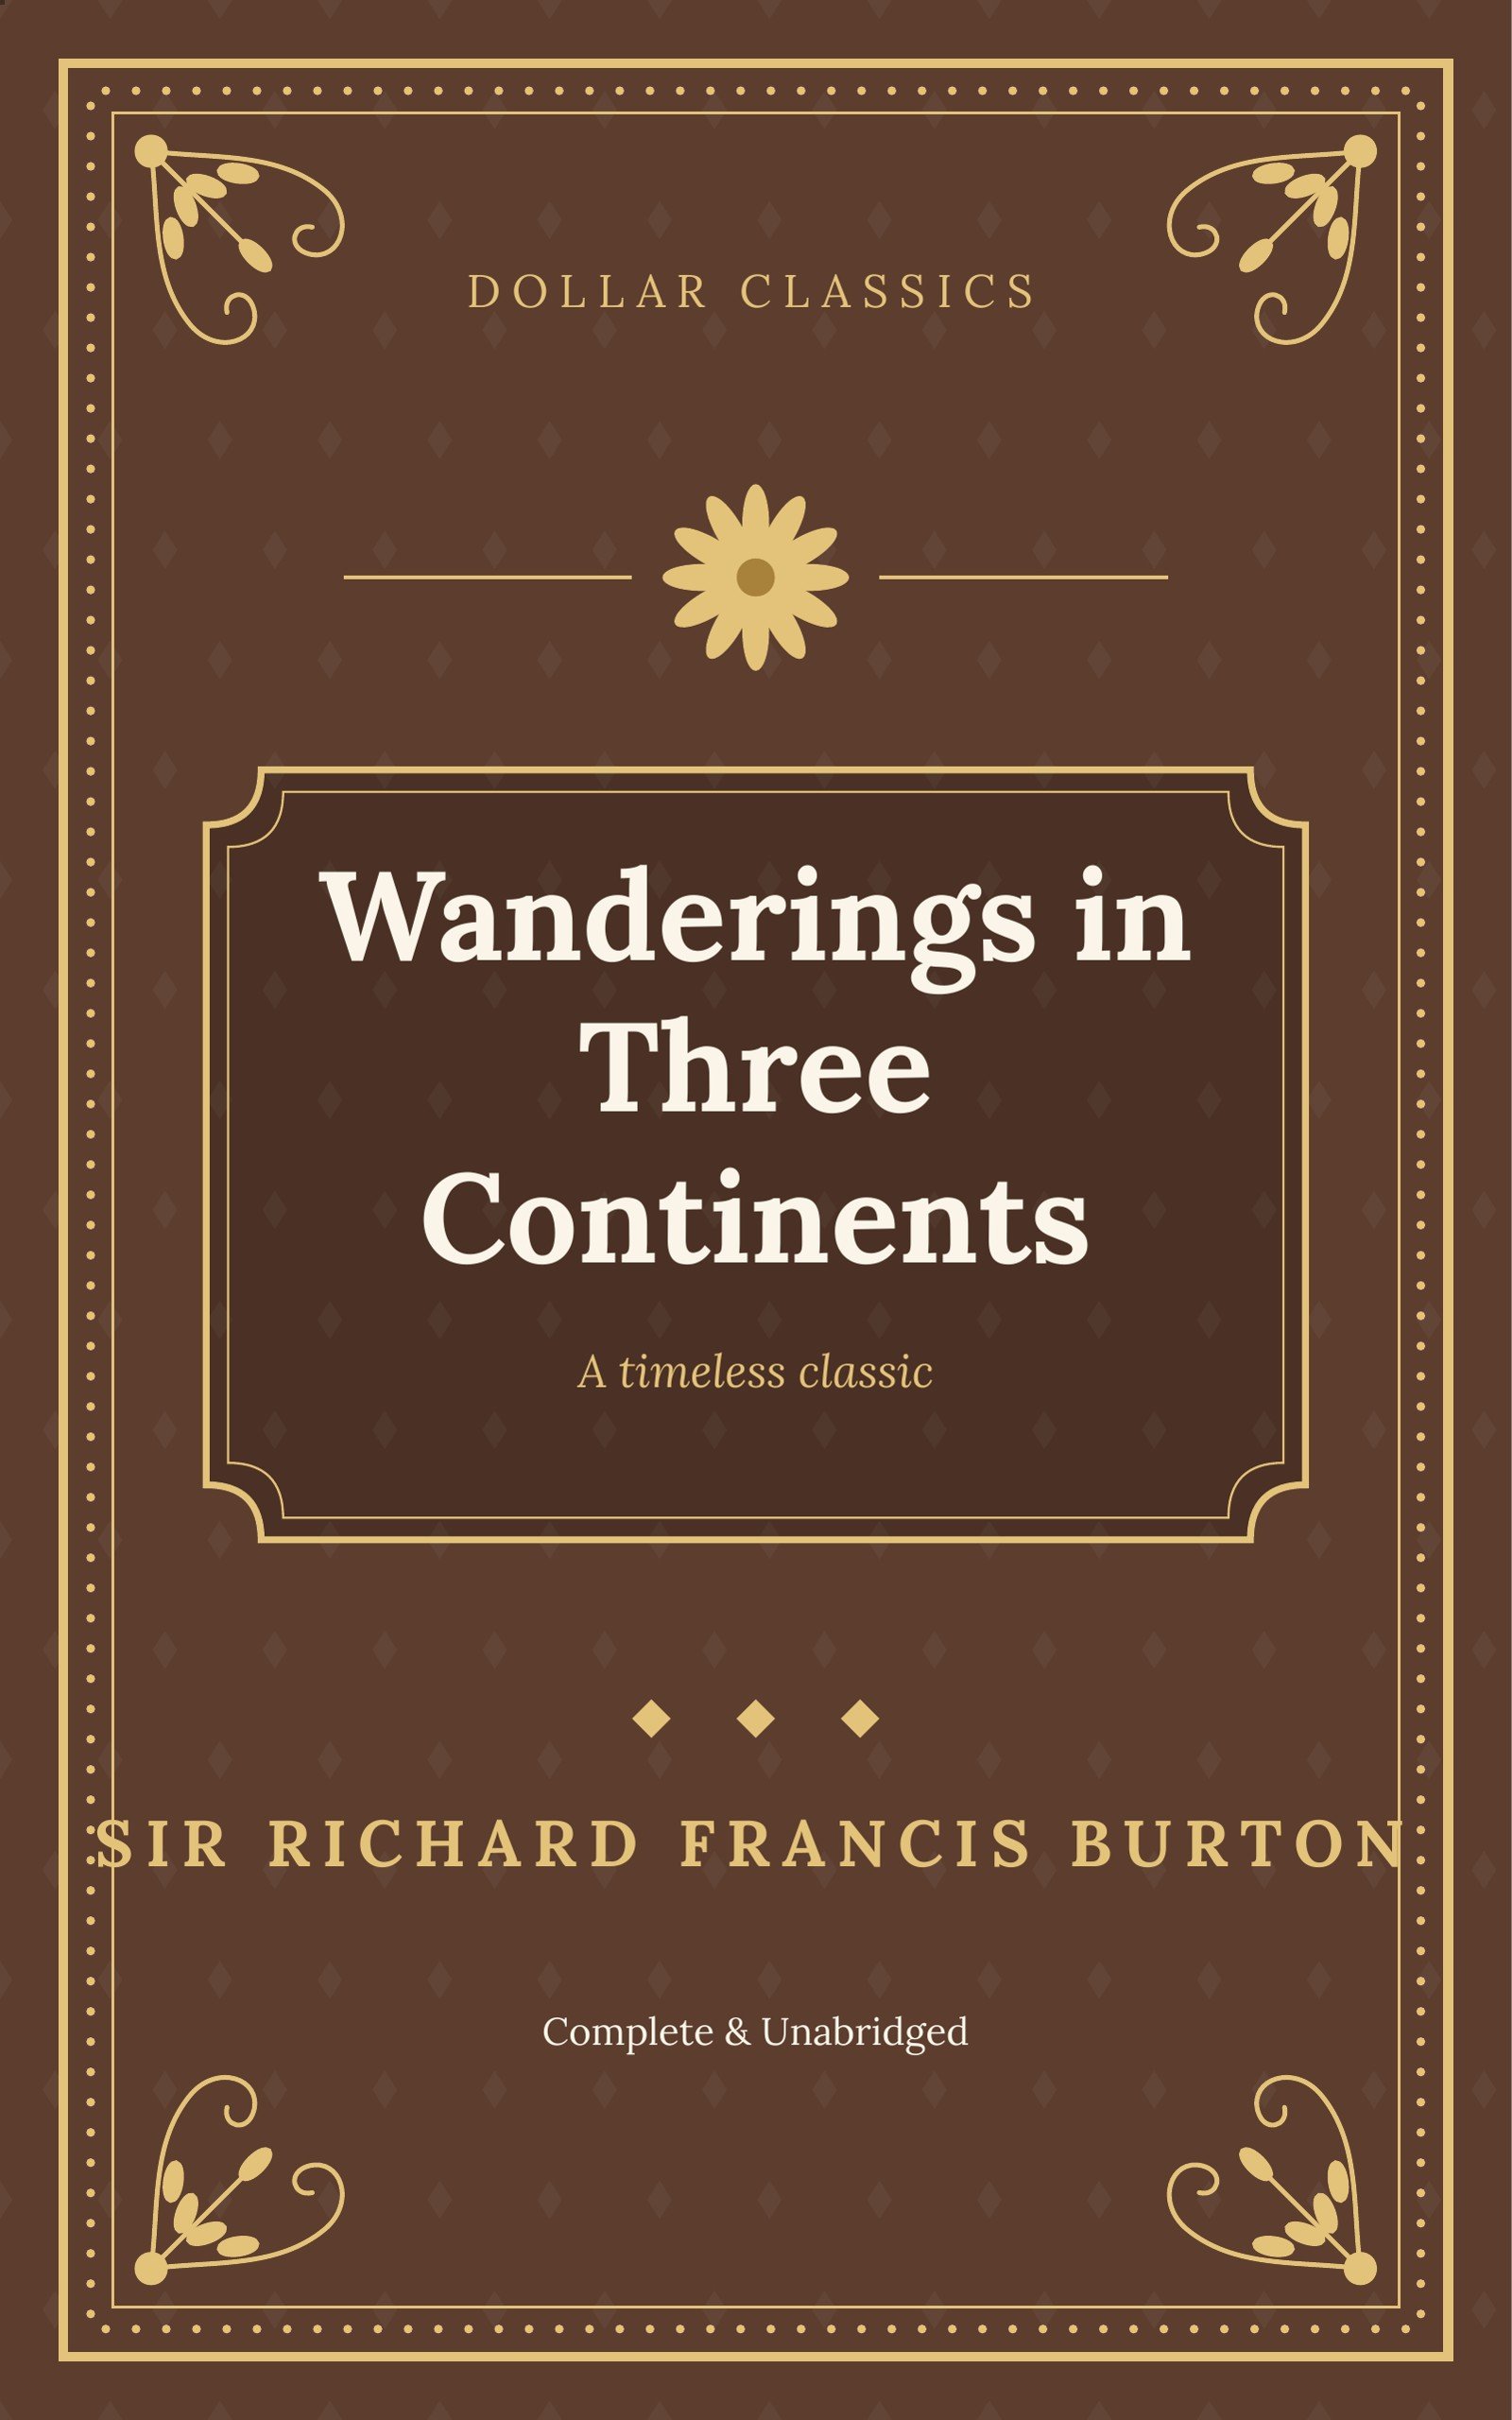 DOLLAR CLASSICS
Wanderings in
Three
Continents
A timeless classic
SIR RICHARD FRANCIS BURTON
Complete & Unabridged